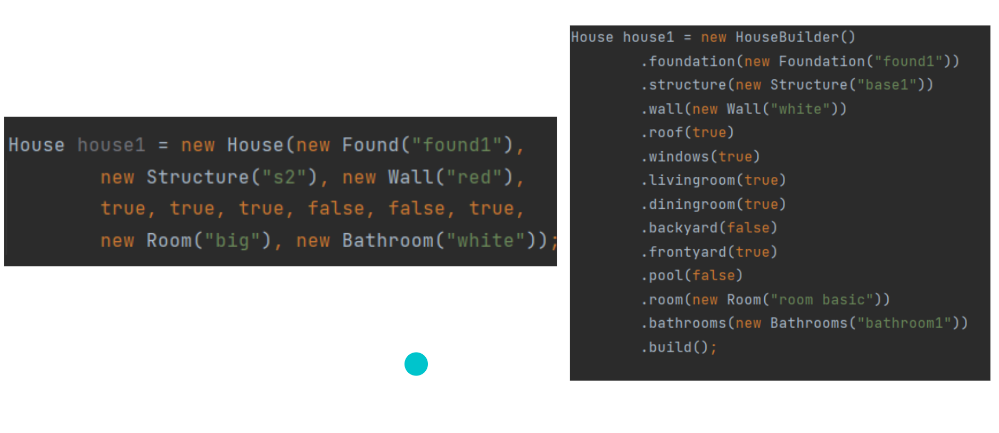 House house1 = new House(new Found("found1"),
new Structure("s2"), new Wall("red"),
true, true, true, false, false, true,
new Room("big"), new Bathroom("white"));
House house1 = new HouseBuilder()
.foundation(new Foundation("found1"))
.structure(new Structure("base1"))
.wall(new Wall("white"))
.roof(true)
.windows(true)
.livingroom(true)
.diningroom(true)
.backyard(false)
.frontyard(true)
.pool(false)
.room(new Room("room basic"))
.bathrooms(new Bathrooms("bathroom1"))
.build();